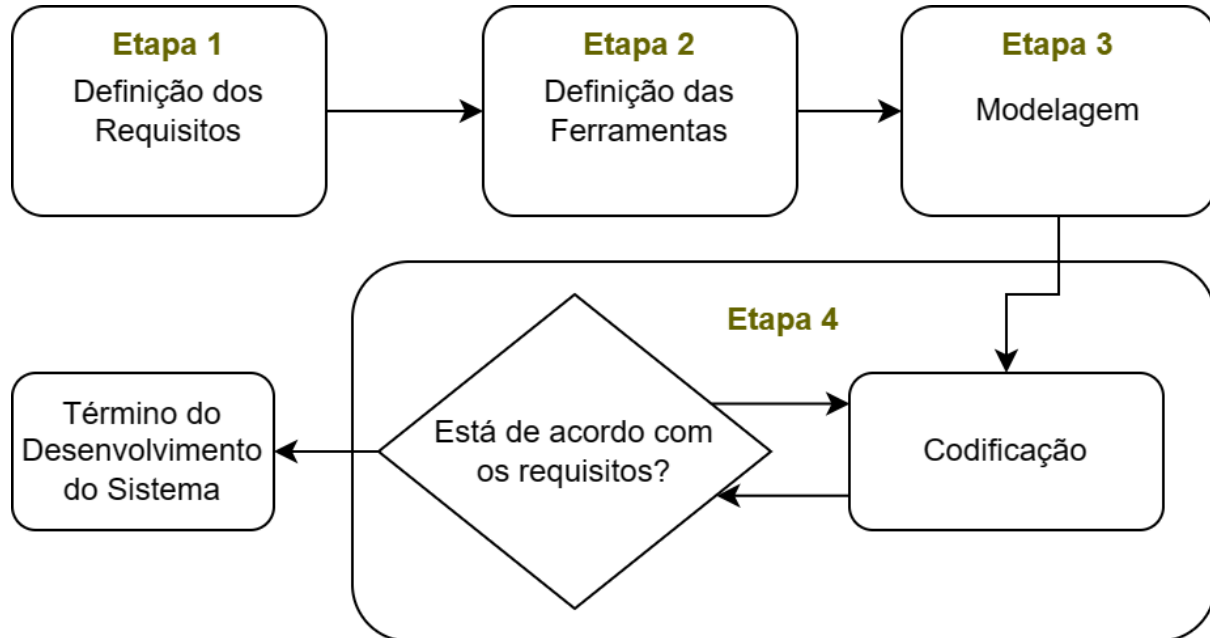 Etapa 1
Definição dos
Requisitos
Etapa 2
Definição das
Ferramentas
Etapa 3
Modelagem
Etapa 4
Codificação
Está de acordo com
os requisitos?
Término do
Desenvolvimento
do Sistema